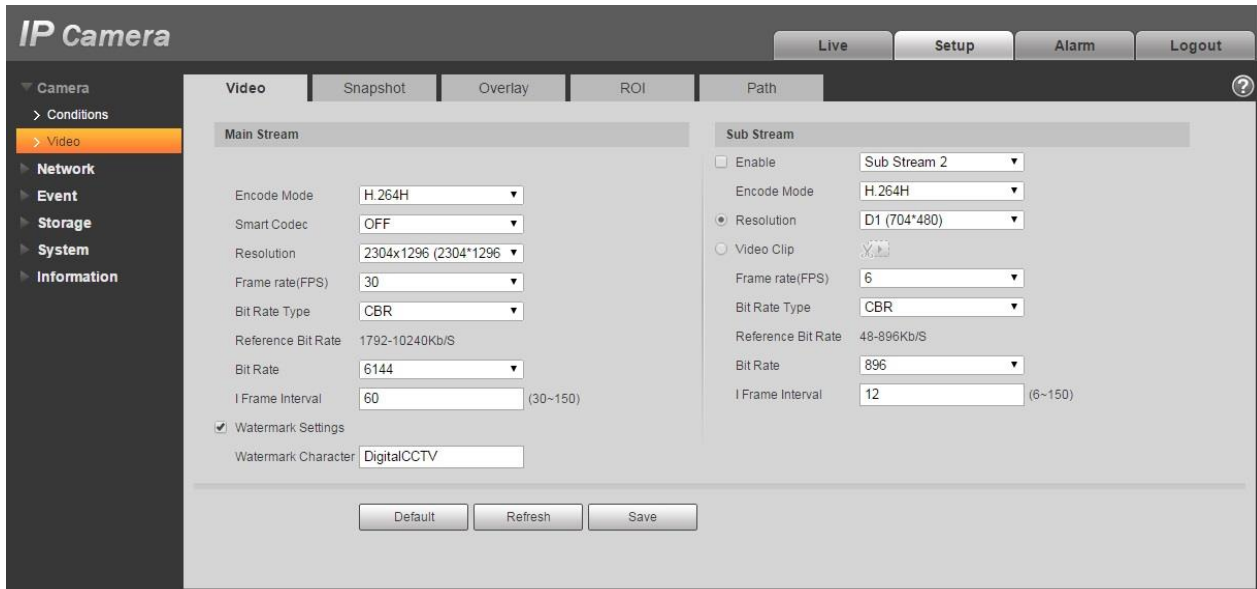 IP Camera
Live
Setup
Alarm
Logout
Camera
Conditions
Video
Network
Event
Storage
System
Information
Video
Snapshot
Overlay
ROI
Path
?
Main Stream
Encode Mode H.264H
Smart Codec OFF
Resolution 2304x1296 (2304*1296
Frame rate(FPS) 30
Bit Rate Type CBR
Reference Bit Rate 1792-10240Kb/S
Bit Rate 6144
I Frame Interval 60 (30~150)
Watermark Settings
Watermark Character DigitalCCTV
Sub Stream
Enable Sub Stream 2
Encode Mode H.264H
Resolution D1 (704*480)
Video Clip
Frame rate(FPS) 6
Bit Rate Type CBR
Reference Bit Rate 48-896Kb/S
Bit Rate 896
I Frame Interval 12 (6~150)
Default
Refresh
Save